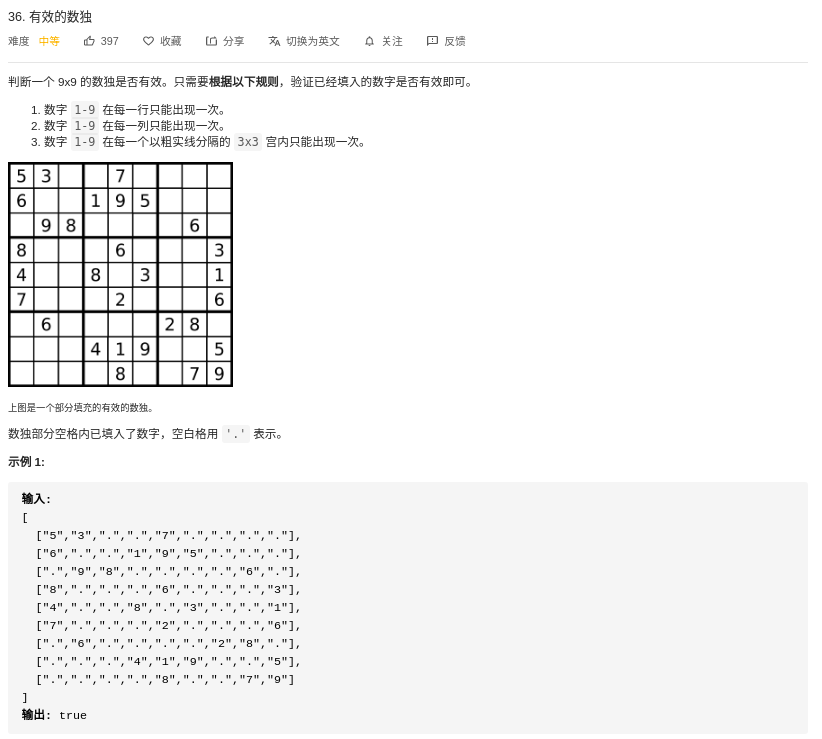 36. 有效的数独
难度 中等 397 收藏 分享 切换为英文 关注 反馈
判断一个 9x9 的数独是否有效。只需要根据以下规则，验证已经填入的数字是否有效即可。
1. 数字 1-9 在每一行只能出现一次。
2. 数字 1-9 在每一列只能出现一次。
3. 数字 1-9 在每一个以粗实线分隔的 3x3 宫内只能出现一次。
5 3 7
6 1 9 5
9 8 6
8 6 3
4 8 3 1
7 2 6
6 2 8
4 1 9 5
8 7 9
上图是一个部分填充的有效的数独。
数独部分空格内已填入了数字，空白格用 '.' 表示。
示例 1:
输入:
[
["5","3",".",".","7",".",".",".","."],
["6",".",".","1","9","5",".",".","."],
[".","9","8",".",".",".",".","6","."],
["8",".",".",".","6",".",".",".","3"],
["4",".",".","8",".","3",".",".","1"],
["7",".",".",".","2",".",".",".","6"],
[".","6",".",".",".",".","2","8","."],
[".",".",".","4","1","9",".",".","5"],
[".",".",".",".","8",".",".","7","9"]
]
输出: true